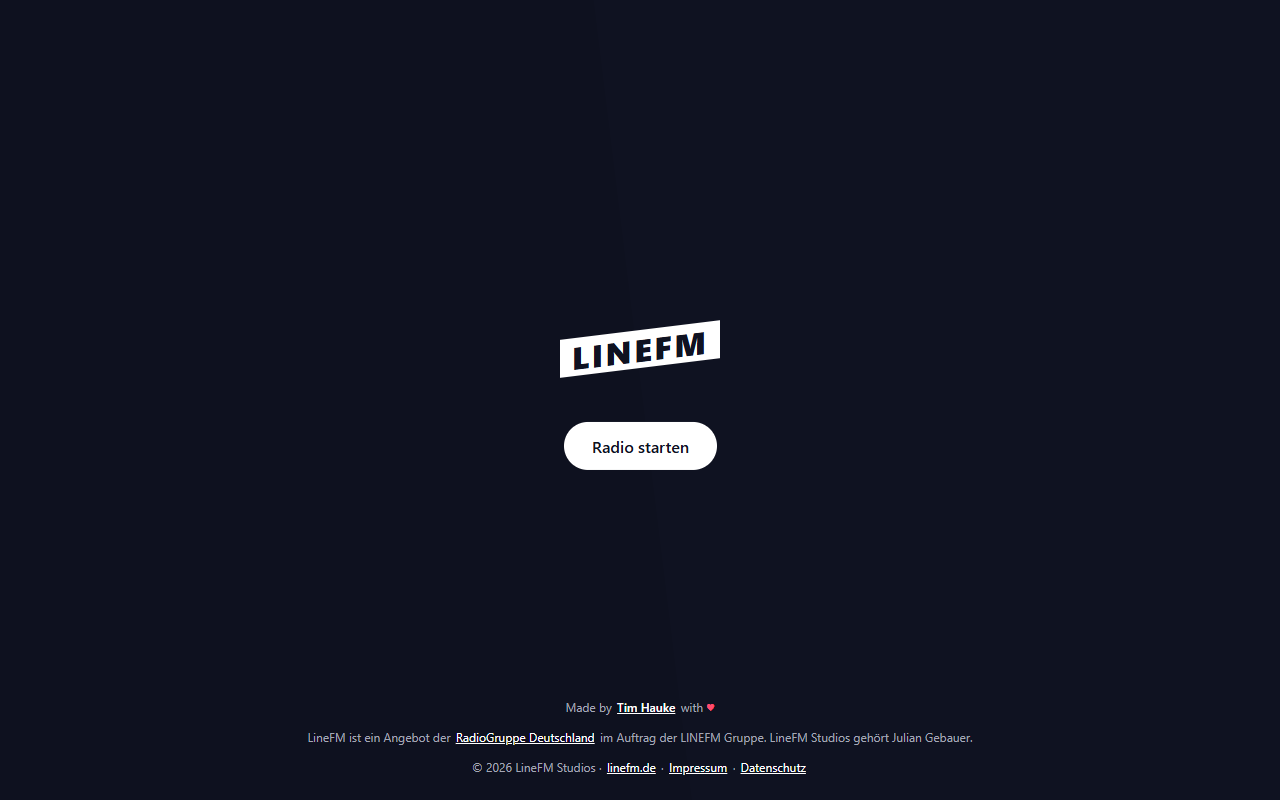 LINEFM
Radio starten
Made by Tim Hauke with ♥
LineFM ist ein Angebot der RadioGruppe Deutschland im Auftrag der LINEFM Gruppe. LineFM Studios gehört Julian Gebauer.
© 2026 LineFM Studios · linefm.de · Impressum · Datenschutz